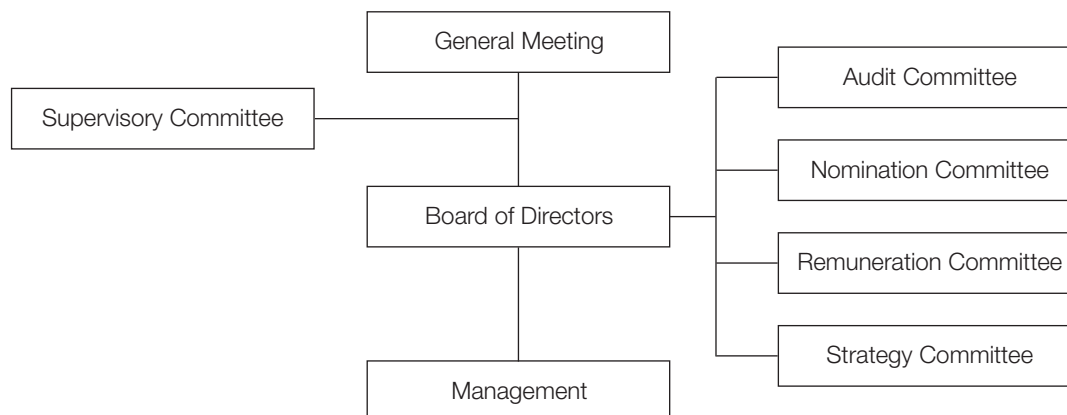 General Meeting
Audit Committee
Supervisory Committee
Nomination Committee
Board of Directors
Remuneration Committee
Strategy Committee
Management